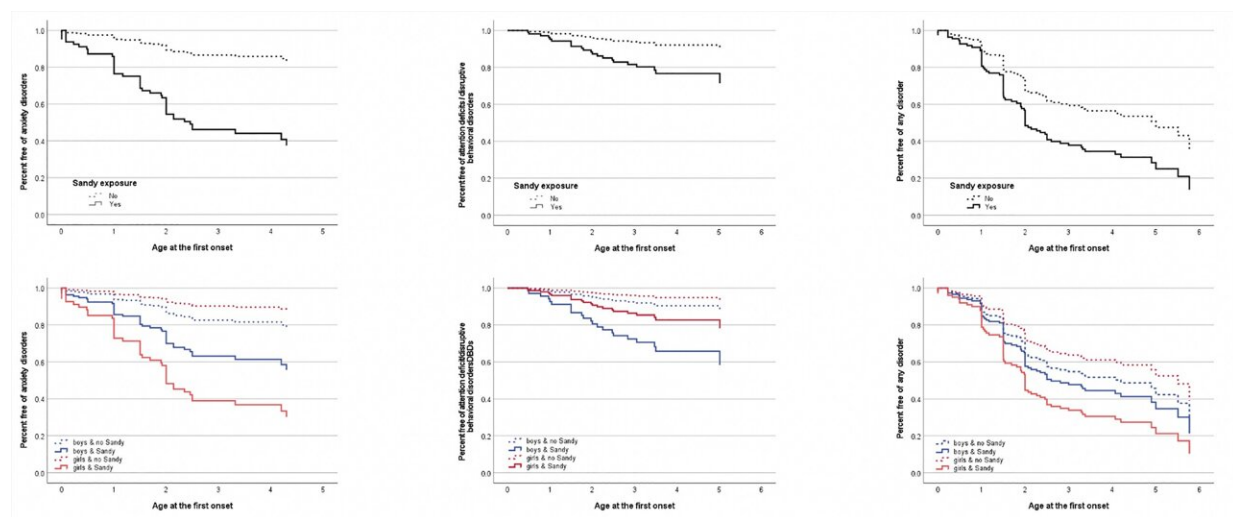 Percent free of anxiety disorders
1.0
0.8
0.6
0.4
0.2
0.0
Sandy exposure
No
Yes
0 1 2 3 4 5
Age at the first onset
Percent free of attention deficits / disruptive
behavioral disorders
1.0
0.8
0.6
0.4
0.2
0.0
Sandy exposure
No
Yes
0 1 2 3 4 5 6
Age at the first onset
Percent free of any disorder
1.0
0.8
0.6
0.4
0.2
0.0
Sandy exposure
No
Yes
0 1 2 3 4 5 6
Age at the first onset
Percent free of anxiety disorders
1.0
0.8
0.6
0.4
0.2
0.0
boys & no Sandy
boys & Sandy
girls & no Sandy
girls & Sandy
0 1 2 3 4 5
Age at the first onset
Percent free of attention deficit/disruptive
behavioral disordersDBDs
1.0
0.8
0.6
0.4
0.2
0.0
boys & no Sandy
boys & Sandy
girls & no Sandy
girls & Sandy
0 1 2 3 4 5 6
Age at the first onset
Percent free of any disorder
1.0
0.8
0.6
0.4
0.2
0.0
boys & no Sandy
boys & Sandy
girls & no Sandy
girls & Sandy
0 1 2 3 4 5 6
Age at the first onset